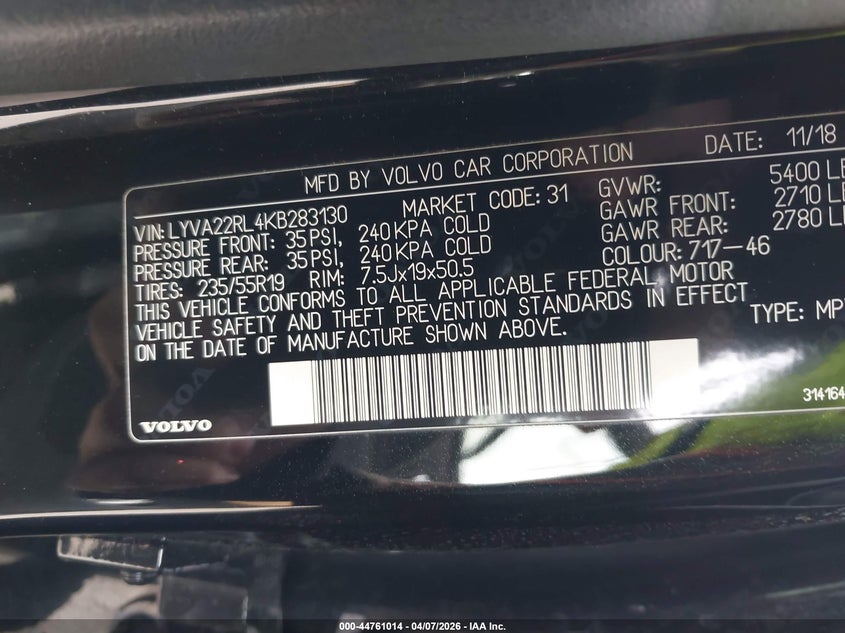 MFD BY VOLVO CAR CORPORATION DATE: 11/18
VIN: LYVA22RL4KB283130 MARKET CODE: 31 GVWR: 5400 LB
PRESSURE FRONT: 35 PSI, 240 KPA COLD GAWR FRONT: 2710 LB
PRESSURE REAR: 35 PSI, 240 KPA COLD GAWR REAR: 2780 LB
TIRES: 235/55R19 RIM: 7.5Jx19x50.5 COLOUR: 717-46
THIS VEHICLE CONFORMS TO ALL APPLICABLE FEDERAL MOTOR
VEHICLE SAFETY AND THEFT PREVENTION STANDARDS IN EFFECT
ON THE DATE OF MANUFACTURE SHOWN ABOVE.
TYPE: MP
314164
VOLVO
000-44761014 - 04/07/2026 - IAA Inc.